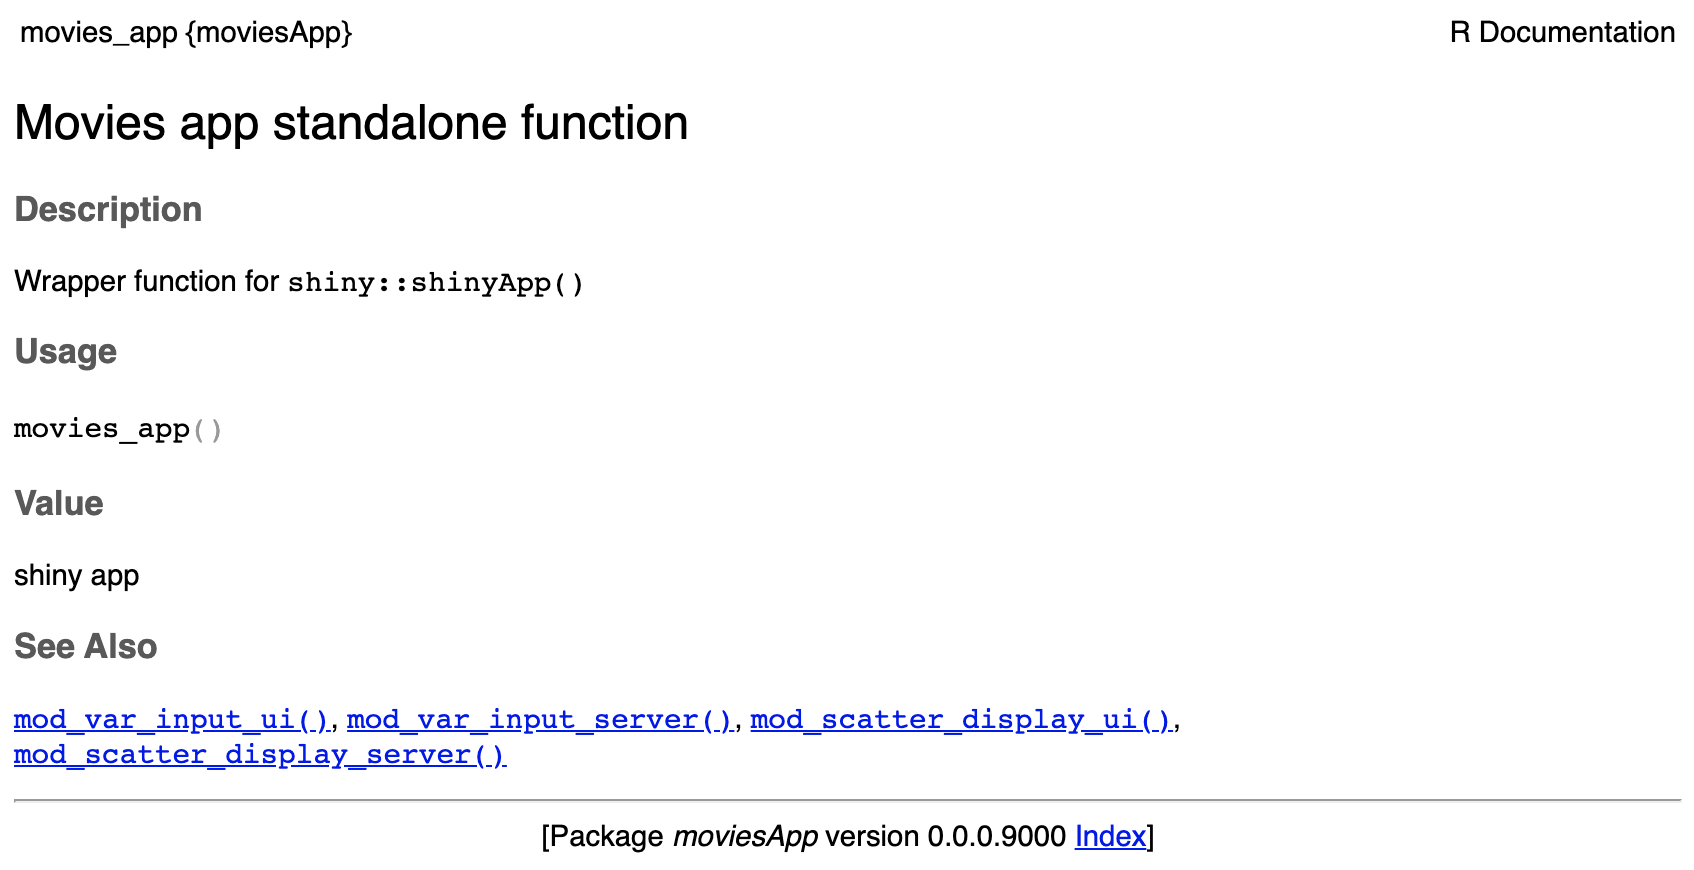 movies_app {moviesApp} R Documentation
Movies app standalone function
Description
Wrapper function for shiny::shinyApp()
Usage
movies_app()
Value
shiny app
See Also
mod_var_input_ui(), mod_var_input_server(), mod_scatter_display_ui(),
mod_scatter_display_server()
[Package moviesApp version 0.0.0.9000 Index]